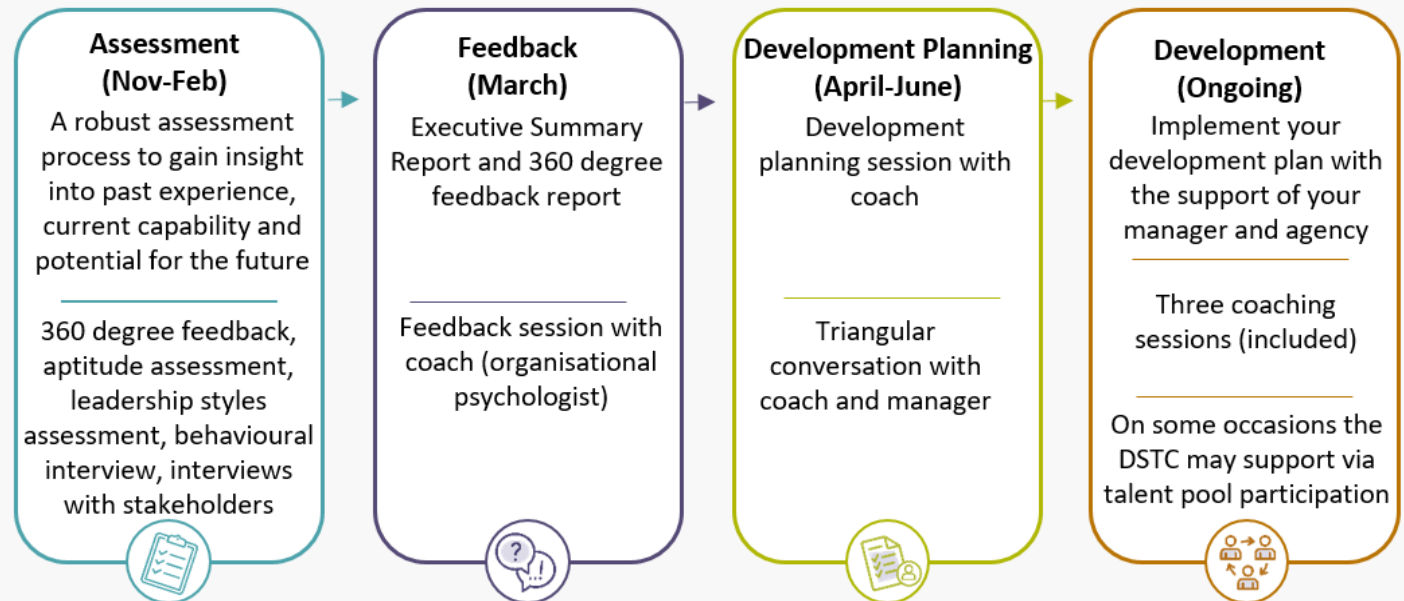 Assessment
(Nov-Feb)
A robust assessment
process to gain insight
into past experience,
current capability and
potential for the future
360 degree feedback,
aptitude assessment,
leadership styles
assessment, behavioural
interview, interviews
with stakeholders
Feedback
(March)
Executive Summary
Report and 360 degree
feedback report
Feedback session with
coach (organisational
psychologist)
?
!
Development Planning
(April-June)
Development
planning session with
coach
Triangular
conversation with
coach and manager
Development
(Ongoing)
Implement your
development plan with
the support of your
manager and agency
Three coaching
sessions (included)
On some occasions the
DSTC may support via
talent pool participation